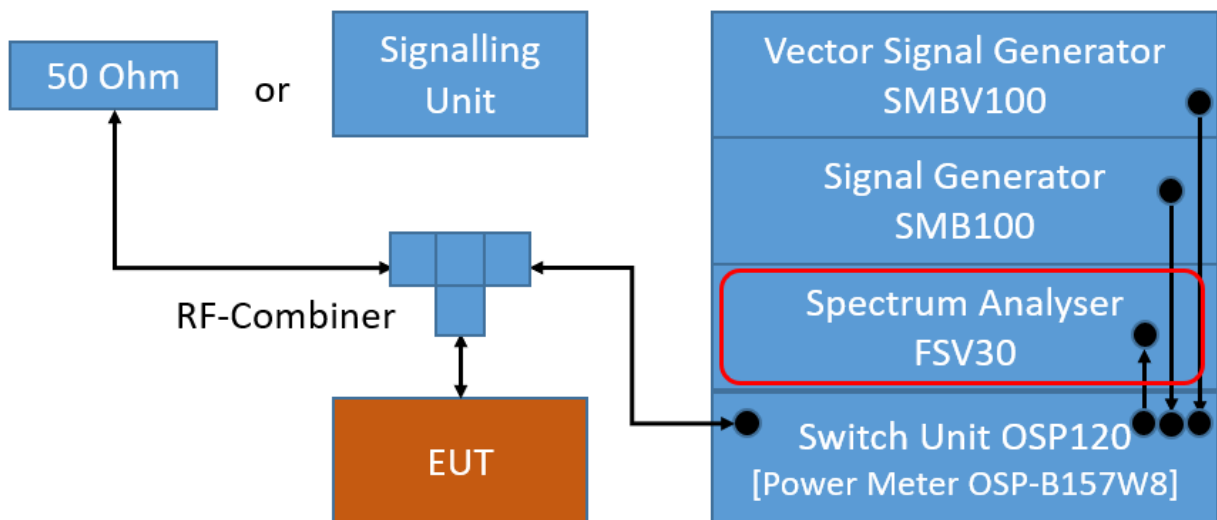 50 Ohm
or
Signalling
Unit
Vector Signal Generator
SMBV100
Signal Generator
SMB100
Spectrum Analyser
FSV30
RF-Combiner
EUT
Switch Unit OSP120
[Power Meter OSP-B157W8]